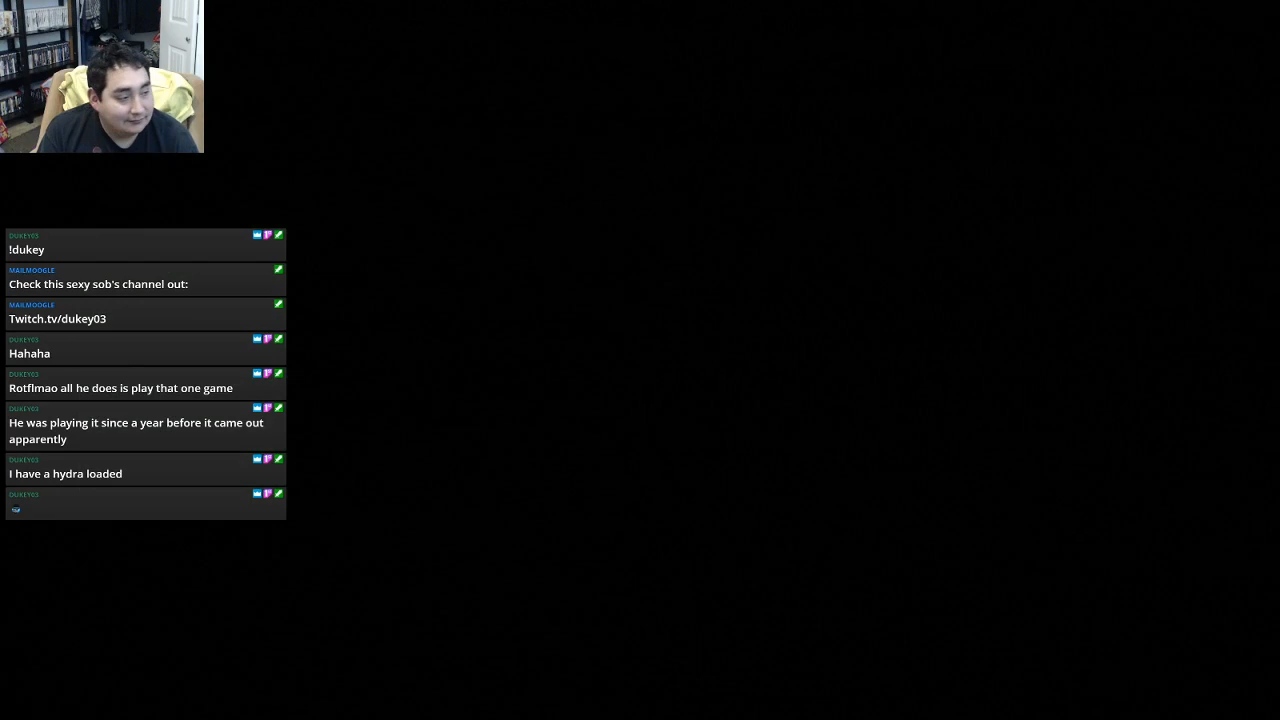 DUKEY03
!dukey
MAILMOOGLE
Check this sexy sob's channel out:
MAILMOOGLE
Twitch.tv/dukey03
DUKEY03
Hahaha
DUKEY03
Rotflmao all he does is play that one game
DUKEY03
He was playing it since a year before it came out
apparently
DUKEY03
I have a hydra loaded
DUKEY03